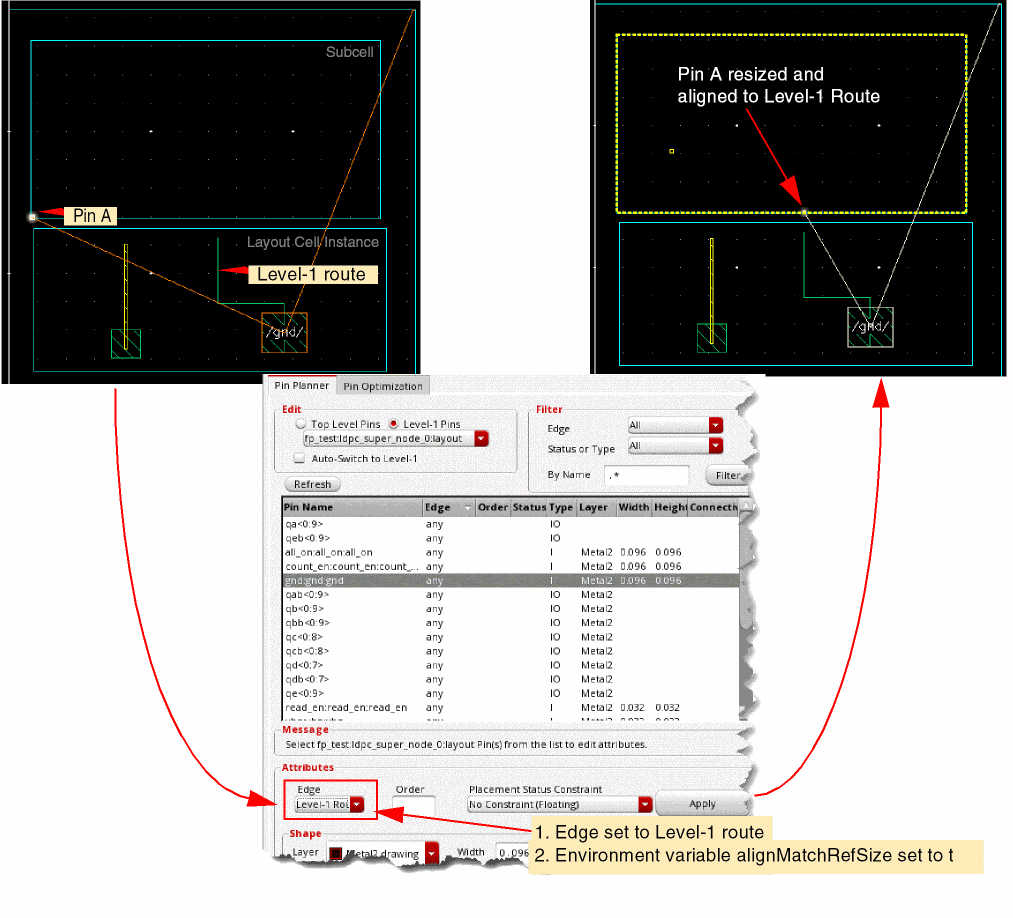 Subcell
Pin A
Layout Cell Instance
Level-1 route
/gnd/
Pin A resized and
aligned to Level-1 Route
/gnd/
Pin Planner
Pin Optimization
Edit
Top Level Pins
Level-1 Pins
fp_test:ldpc_super_node_0:layout
Auto-Switch to Level-1
Filter
Edge
All
Status or Type
All
By Name
.*
Filter
Refresh
Pin Name Edge Order Status Type Layer Width Height Connectiv
qa<0:9> any IO
qeb<0:9> any IO
all_on:all_on:all_on any I Metal2 0.096 0.096
count_en:count_en:count_... any I Metal2 0.096 0.096
gnd:gnd:gnd any I Metal2 0.096 0.096
qab<0:9> any IO Metal2
qb<0:9> any IO Metal2
qbb<0:9> any IO Metal2
qc<0:8> any IO Metal2
qcb<0:8> any IO Metal2
qd<0:7> any IO Metal2
qdb<0:7> any IO Metal2
qe<0:9> any IO Metal2
read_en:read_en:read_en any I Metal2 0.032 0.032
Message
Select fp_test:ldpc_super_node_0:layout Pin(s) from the list to edit attributes.
Attributes
Edge
Level-1 Rou
Order
Placement Status Constraint
No Constraint (Floating)
Apply
1. Edge set to Level-1 route
2. Environment variable alignMatchRefSize set to t
Shape
Layer
Metal2 drawing
Width
0.096